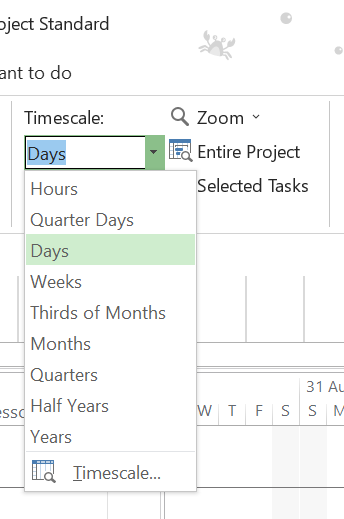 oject Standard
ant to do
Timescale:
Zoom
Days
Entire Project
Hours
Selected Tasks
Quarter Days
Days
Weeks
Thirds of Months
Months
Quarters
31 Au
Half Years
W T F S S M
Years
Timescale...